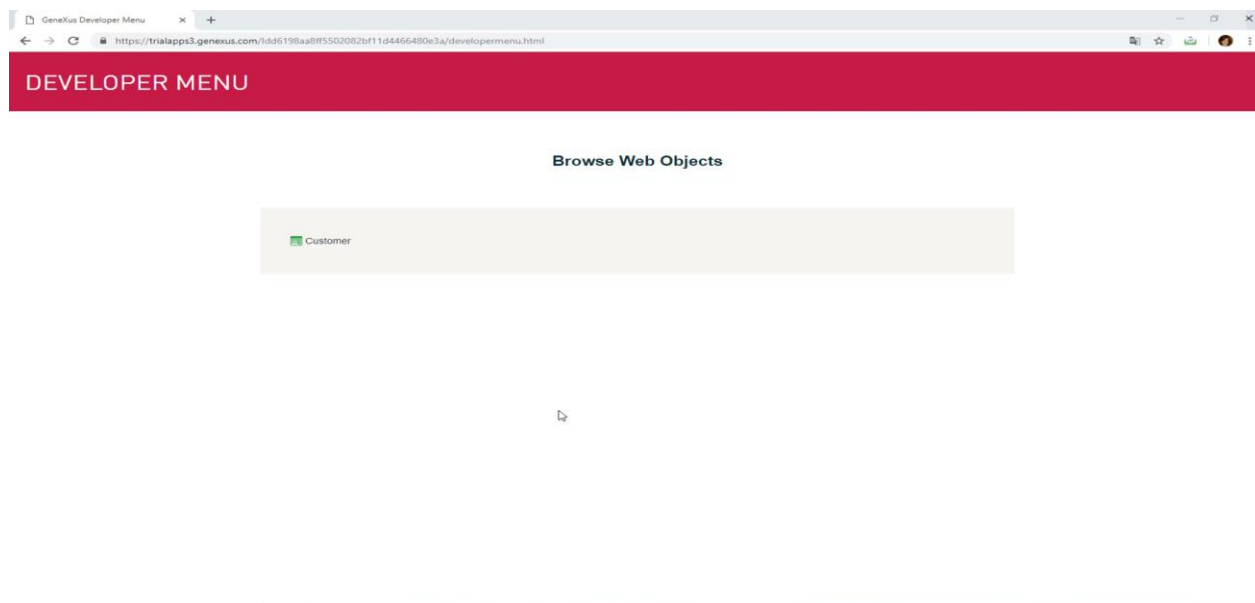 GeneXus Developer Menu
https://trialapps3.genexus.com/Idd6198aa8ff5502082bf11d4466480e3a/developermenu.html
DEVELOPER MENU
Browse Web Objects
Customer